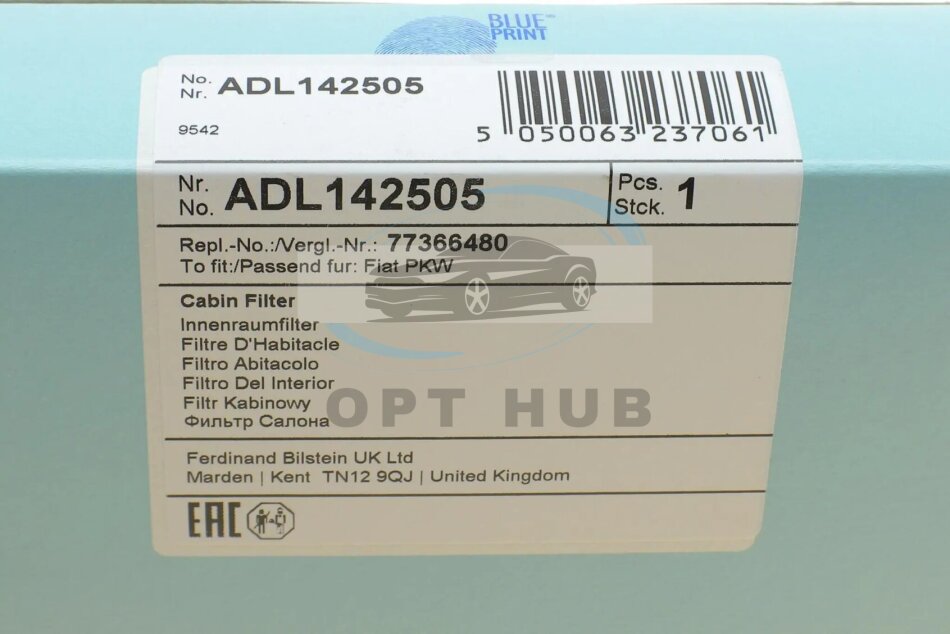 BLUE
PRINT
No.
Nr. ADL142505
9542
5 050063 237061
Nr.
No. ADL142505
Pcs.
Stck. 1
Repl.-No.:/Vergl.-Nr.: 77366480
To fit:/Passend fur: Fiat PKW
Cabin Filter
Innenraumfilter
Filtre D'Habitacle
Filtro Abitacolo
Filtro Del Interior
Filtr Kabinowy
Фильтр Салона
OPT HUB
Ferdinand Bilstein UK Ltd
Marden | Kent TN12 9QJ | United Kingdom
EAC